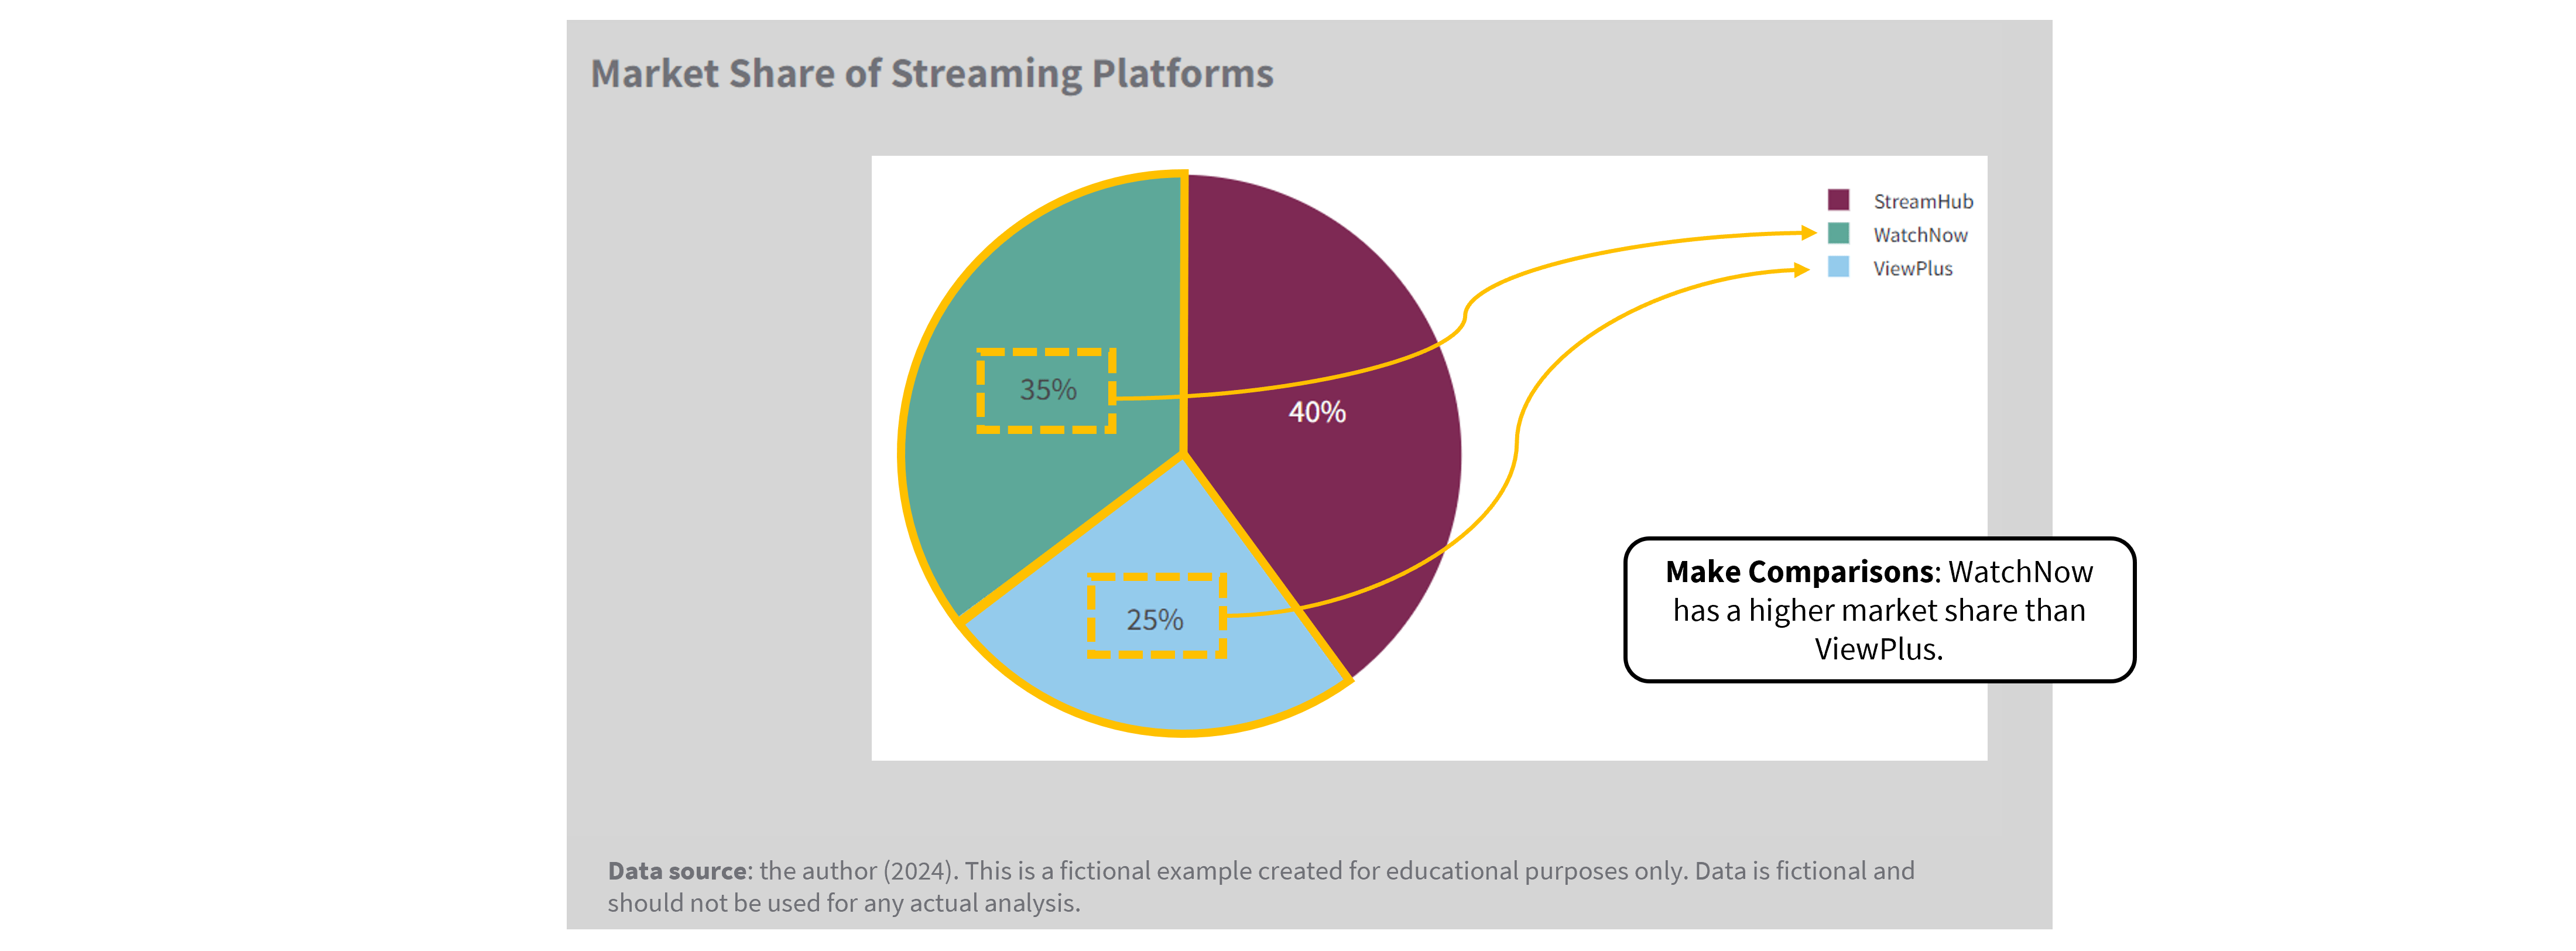 Market Share of Streaming Platforms
StreamHub
WatchNow
ViewPlus
35%
40%
25%
Make Comparisons: WatchNow
has a higher market share than
ViewPlus.
Data source: the author (2024). This is a fictional example created for educational purposes only. Data is fictional and
should not be used for any actual analysis.